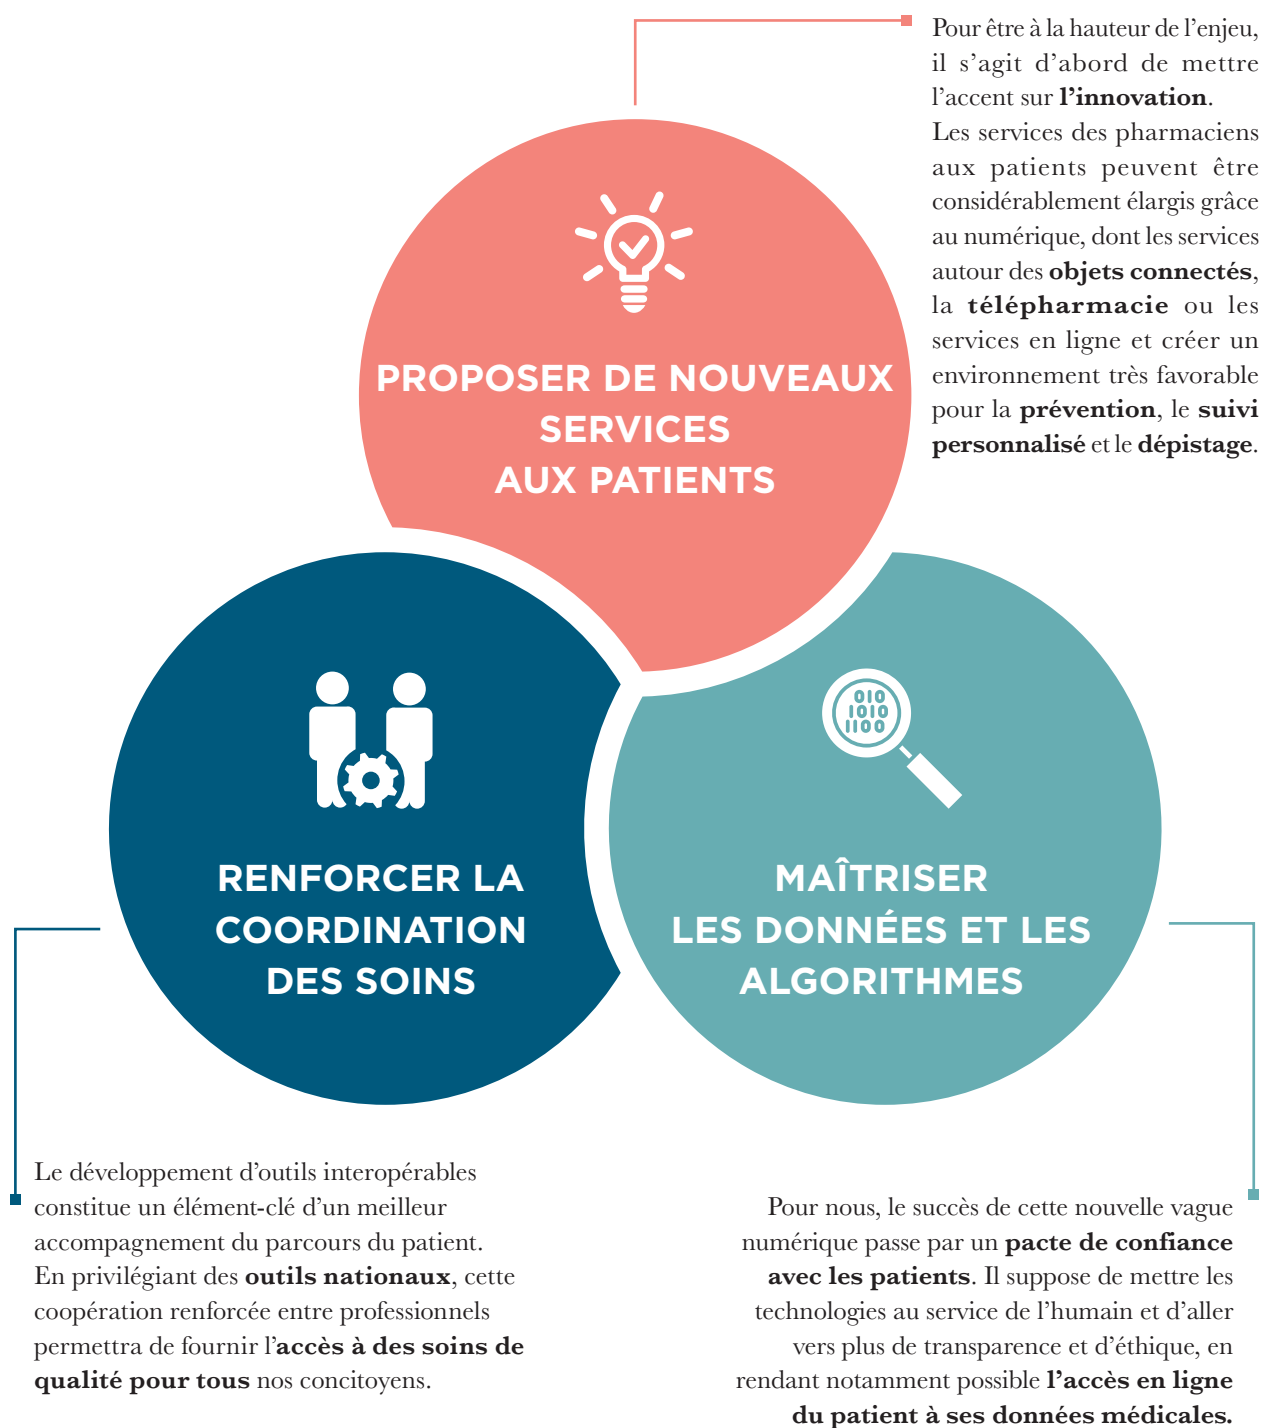 Pour être à la hauteur de l’enjeu,
il s’agit d’abord de mettre
l’accent sur l’innovation.
Les services des pharmaciens
aux patients peuvent être
considérablement élargis grâce
au numérique, dont les services
autour des objets connectés,
la télépharmacie ou les
services en ligne et créer un
environnement très favorable
pour la prévention, le suivi
personnalisé et le dépistage.
PROPOSER DE NOUVEAUX
SERVICES
AUX PATIENTS
010
1010
1100
RENFORCER LA
COORDINATION
DES SOINS
MAÎTRISER
LES DONNÉES ET LES
ALGORITHMES
Le développement d’outils interopérables
constitue un élément-clé d’un meilleur
accompagnement du parcours du patient.
En privilégiant des outils nationaux, cette
coopération renforcée entre professionnels
permettra de fournir l’accès à des soins de
qualité pour tous nos concitoyens.
Pour nous, le succès de cette nouvelle vague
numérique passe par un pacte de confiance
avec les patients. Il suppose de mettre les
technologies au service de l’humain et d’aller
vers plus de transparence et d’éthique, en
rendant notamment possible l’accès en ligne
du patient à ses données médicales.